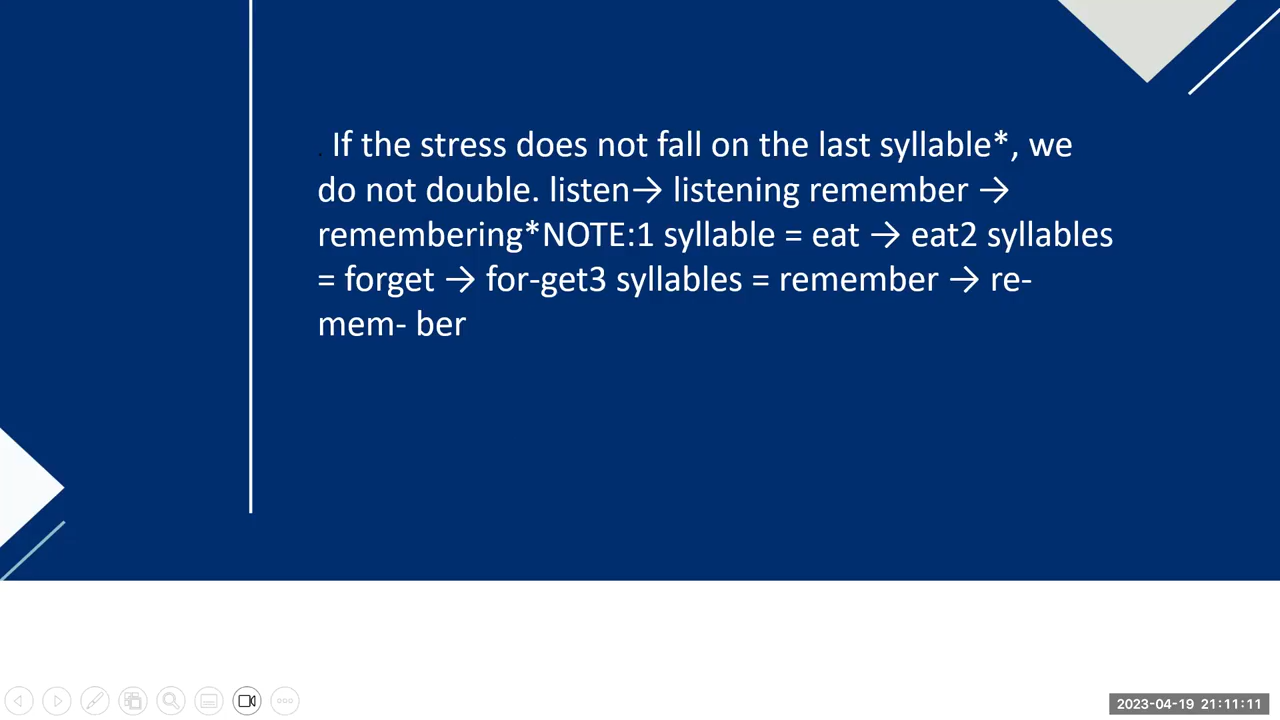 . If the stress does not fall on the last syllable*, we
do not double. listen→ listening remember →
remembering*NOTE:1 syllable = eat → eat2 syllables
= forget → for-get3 syllables = remember → re-
mem- ber
2023-04-19 21:11:11